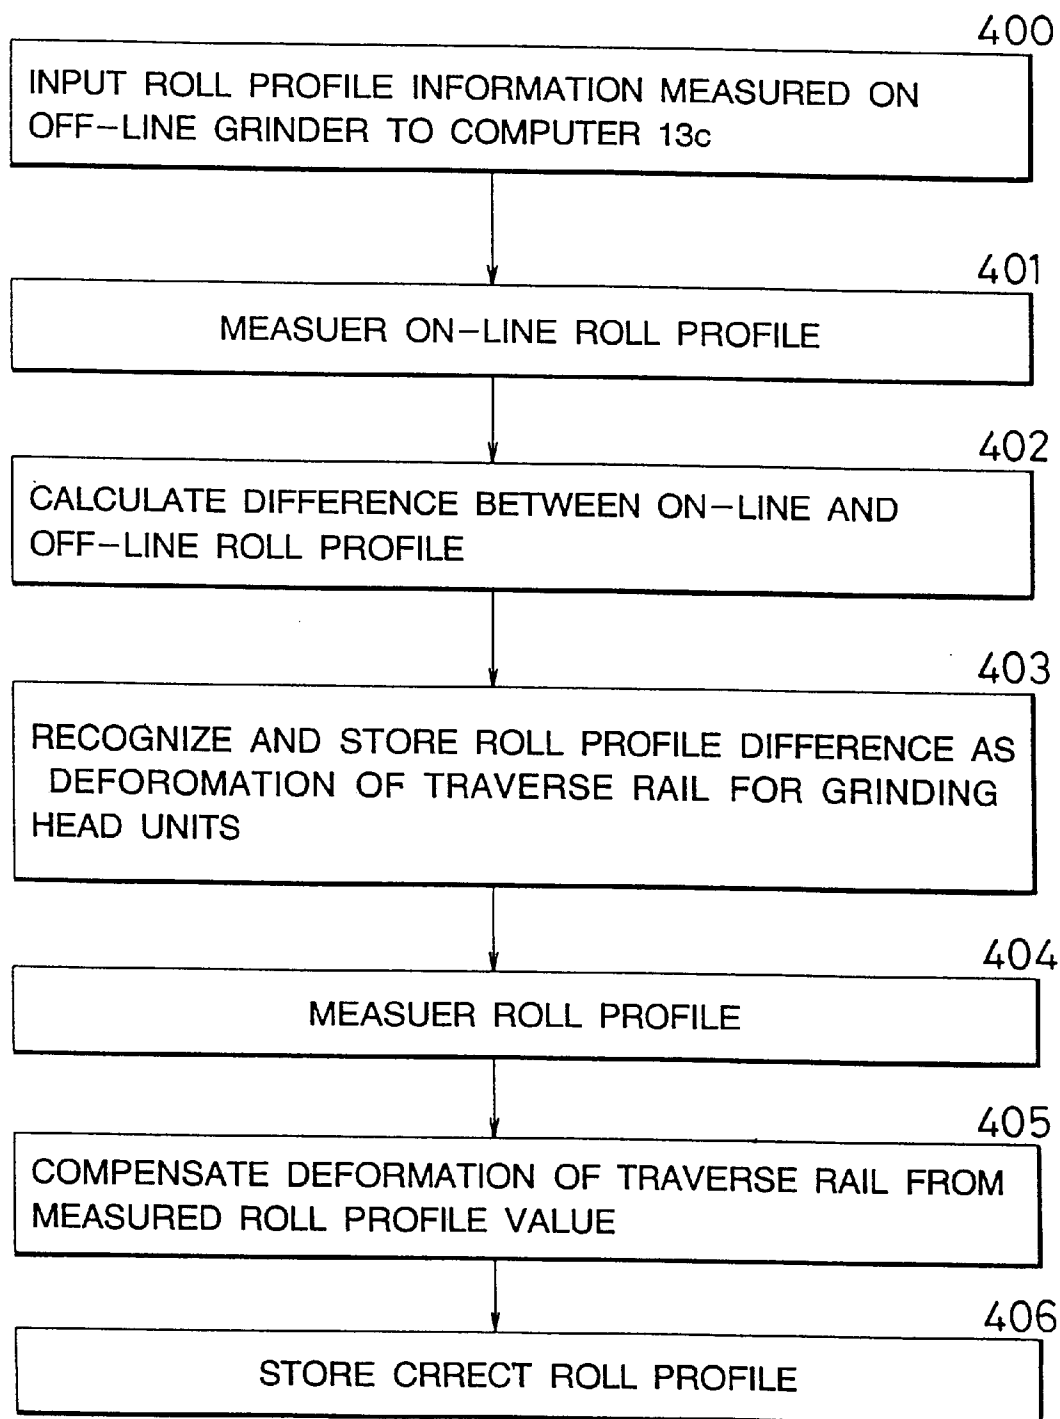 400
INPUT ROLL PROFILE INFORMATION MEASURED ON
OFF-LINE GRINDER TO COMPUTER 13c
401
MEASUER ON-LINE ROLL PROFILE
402
CALCULATE DIFFERENCE BETWEEN ON-LINE AND
OFF-LINE ROLL PROFILE
403
RECOGNIZE AND STORE ROLL PROFILE DIFFERENCE AS
DEFOROMATION OF TRAVERSE RAIL FOR GRINDING
HEAD UNITS
404
MEASUER ROLL PROFILE
405
COMPENSATE DEFORMATION OF TRAVERSE RAIL FROM
MEASURED ROLL PROFILE VALUE
406
STORE CRRECT ROLL PROFILE